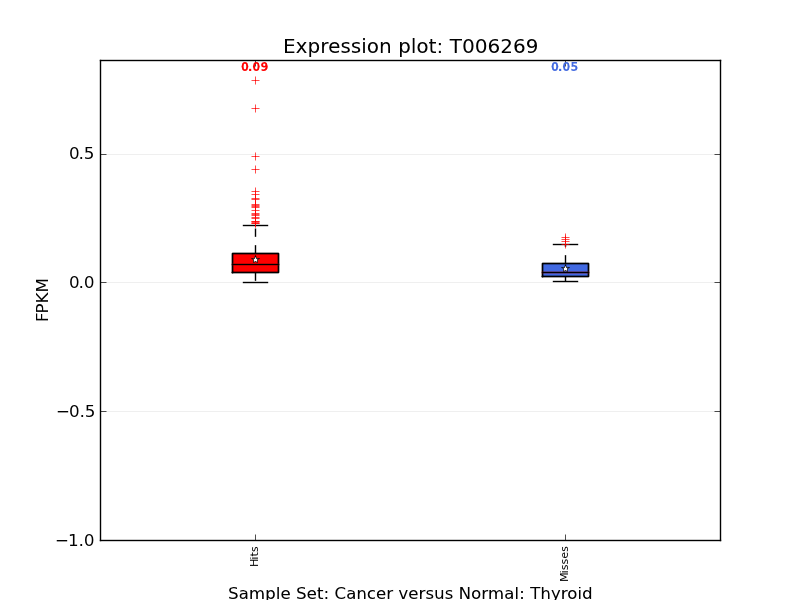 Expression plot: T006269
0.09
0.05
0.5
0.0
−0.5
−1.0
FPKM
Hits
Misses
Sample Set: Cancer versus Normal: Thyroid